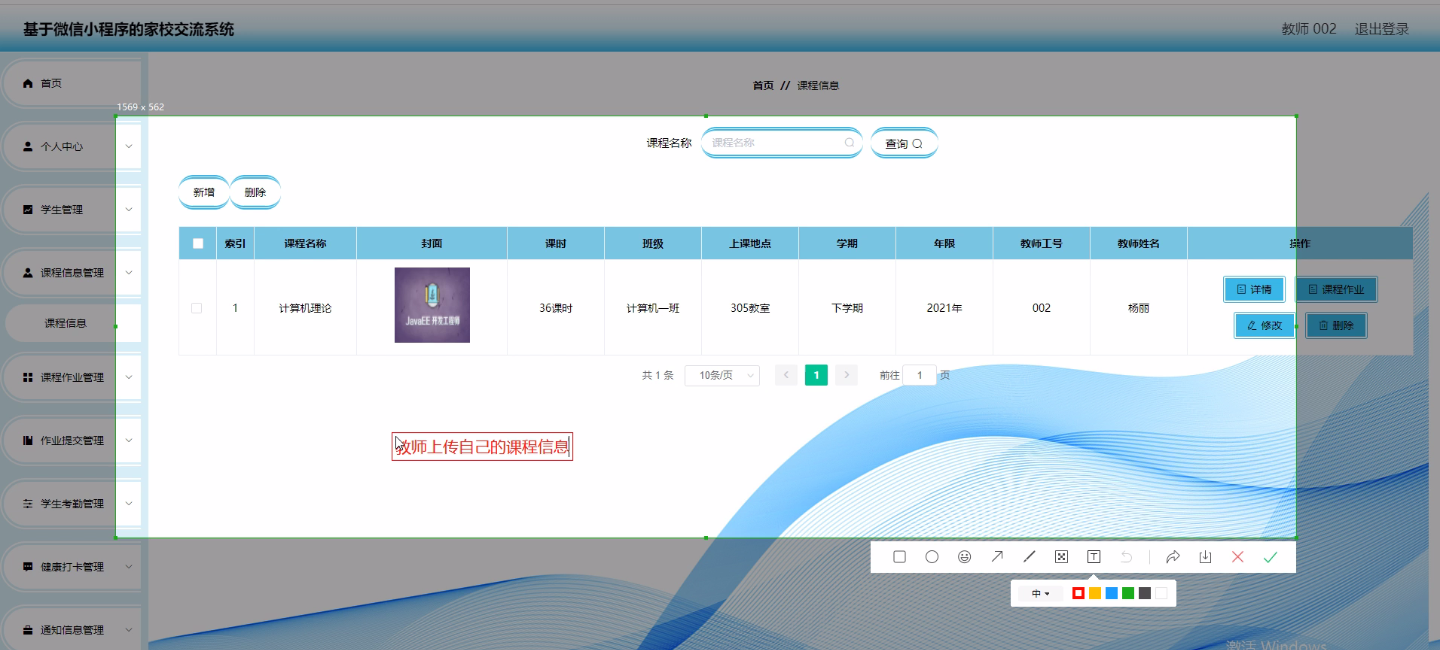 基于微信小程序的家校交流系统
教师 002 退出登录
首页
首页 // 课程信息
1569 x 562
个人中心
课程名称 课程名称 查询
新增 删除
学生管理
索引 课程名称 封面 课时 班级 上课地点 学期 年限 教师工号 教师姓名 操作
课程信息管理
1 计算机理论 JavaEE 开发工程师 36课时 计算机一班 305教室 下学期 2021年 002 杨丽
详情 课程作业
修改 删除
课程信息
课程作业管理
共 1 条 10条/页 1 前往 1 页
教师上传自己的课程信息
作业提交管理
学生考勤管理
健康打卡管理
中
通知信息管理
激活 Windows